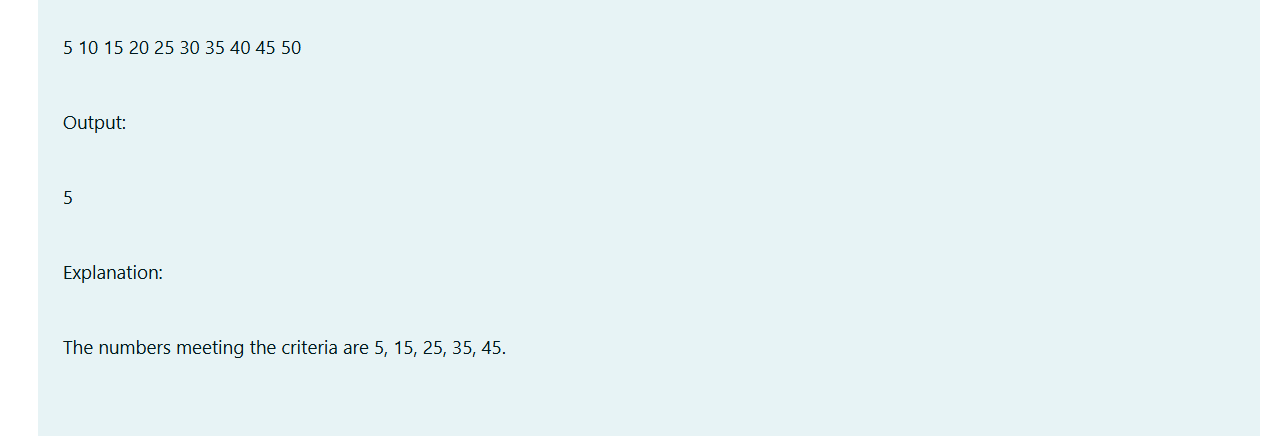 5 10 15 20 25 30 35 40 45 50
Output:
5
Explanation:
The numbers meeting the criteria are 5, 15, 25, 35, 45.